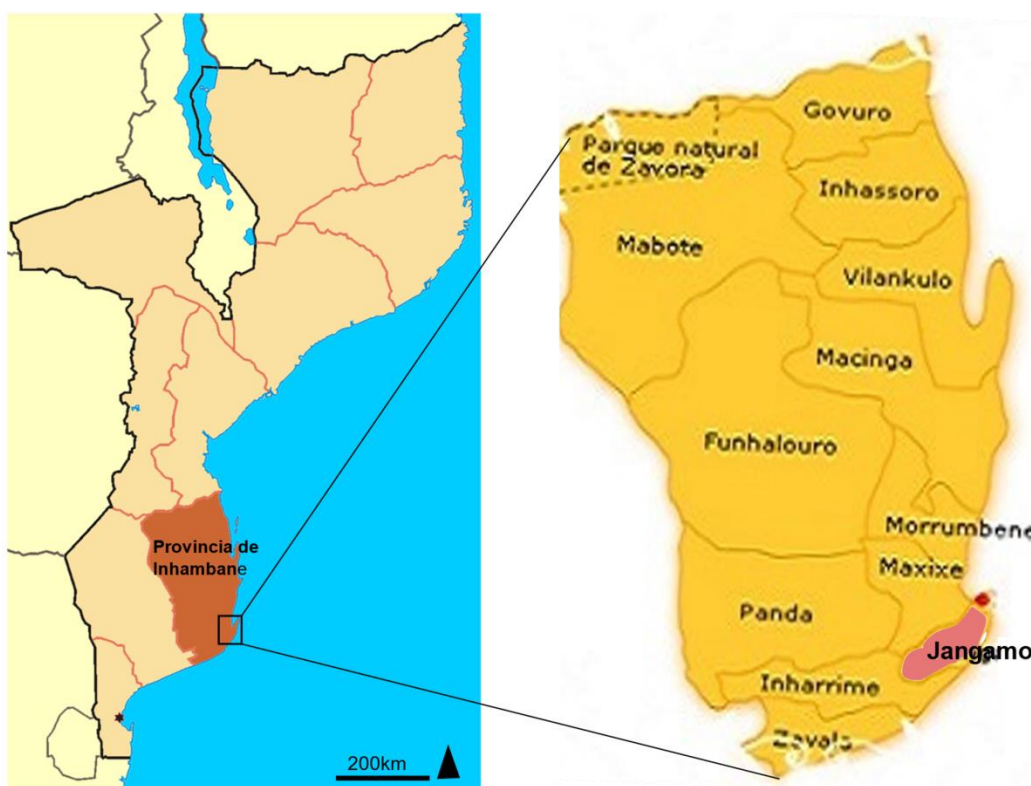 Provincia de
Inhambane
200km
Govuro
Parque natural
de Zavora
Inhassoro
Mabote
Vilankulo
Macinga
Funhalouro
Morrumbene
Maxixe
Panda
Jangamo
Inharrime
Zavala